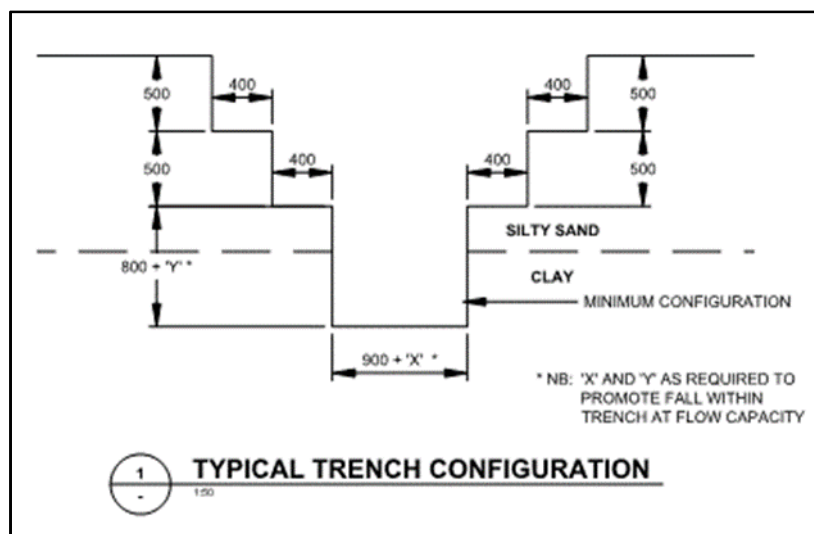 400
400
500
500
400
400
500
500
SILTY SAND
800 + 'Y' *
CLAY
MINIMUM CONFIGURATION
900 + 'X' *
* NB: 'X' AND 'Y' AS REQUIRED TO
PROMOTE FALL WITHIN
TRENCH AT FLOW CAPACITY
1
-
TYPICAL TRENCH CONFIGURATION
1:50